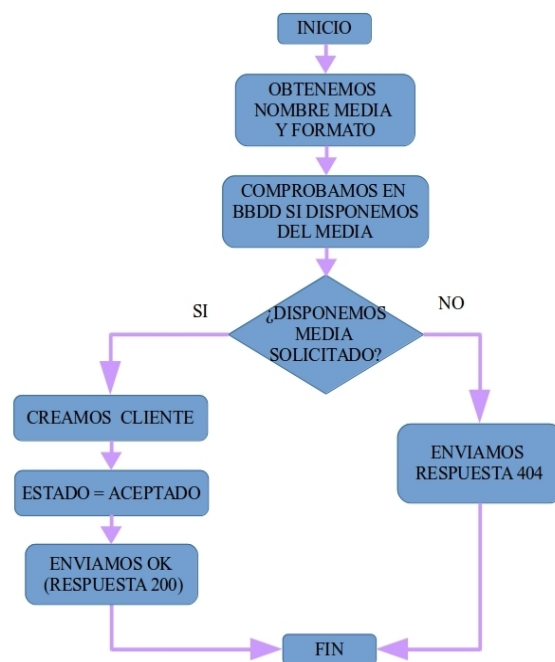 INICIO
OBTENEMOS
NOMBRE MEDIA
Y FORMATO
COMPROBAMOS EN
BBDD SI DISPONEMOS
DEL MEDIA
¿DISPONEMOS
MEDIA
SOLICITADO?
SI
NO
CREAMOS CLIENTE
ESTADO = ACEPTADO
ENVIAMOS OK
(RESPUESTA 200)
ENVIAMOS
RESPUESTA 404
FIN